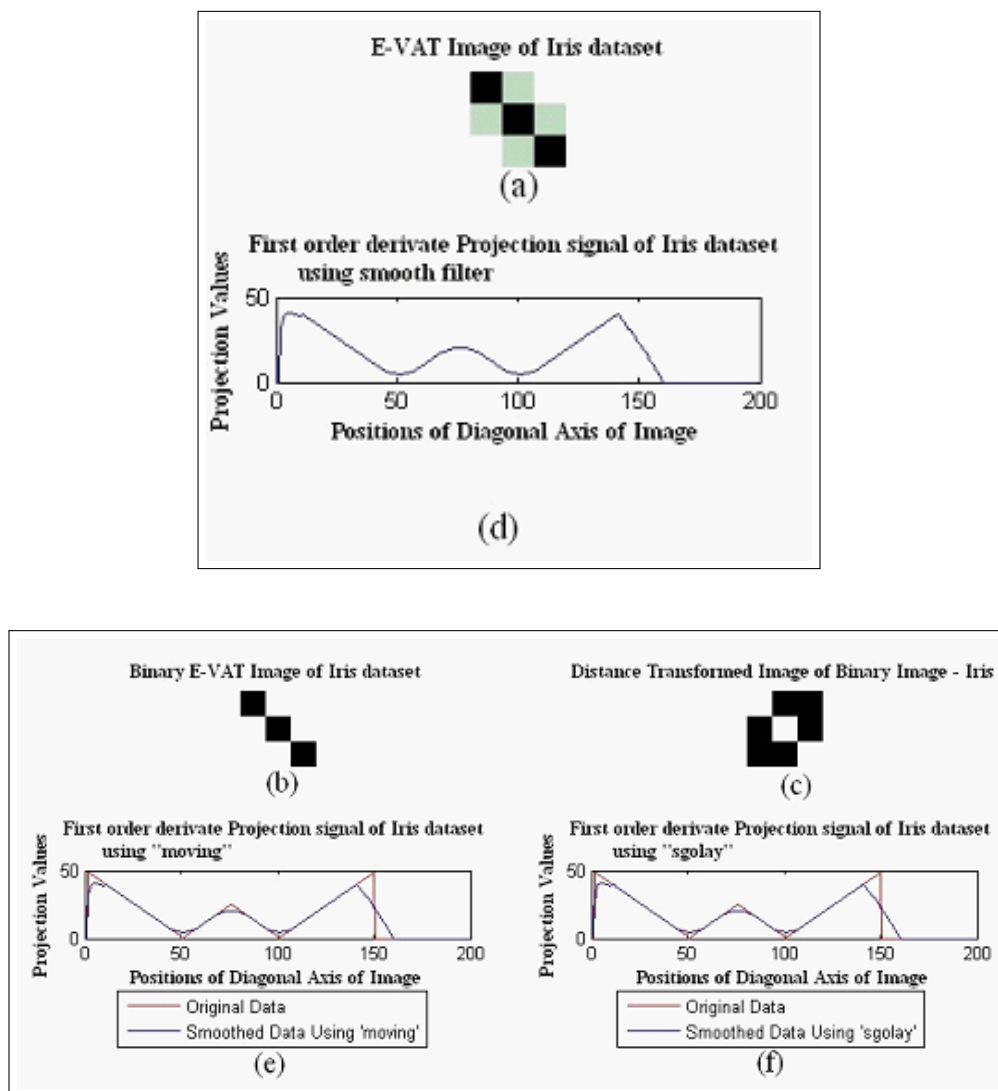 E-VAT Image of Iris dataset
(a)
First order derivate Projection signal of Iris dataset
using smooth filter
Projection Values
50
0
0 50 100 150 200
Positions of Diagonal Axis of Image
(d)
Binary E-VAT Image of Iris dataset
(b)
First order derivate Projection signal of Iris dataset
using "moving"
Projection Values
50
0
0 50 100 150 200
Positions of Diagonal Axis of Image
Original Data
Smoothed Data Using 'moving'
(e)
Distance Transformed Image of Binary Image - Iris
(c)
First order derivate Projection signal of Iris dataset
using "sgolay"
Projection Values
50
0
0 50 100 150 200
Positions of Diagonal Axis of Image
Original Data
Smoothed Data Using 'sgolay'
(f)